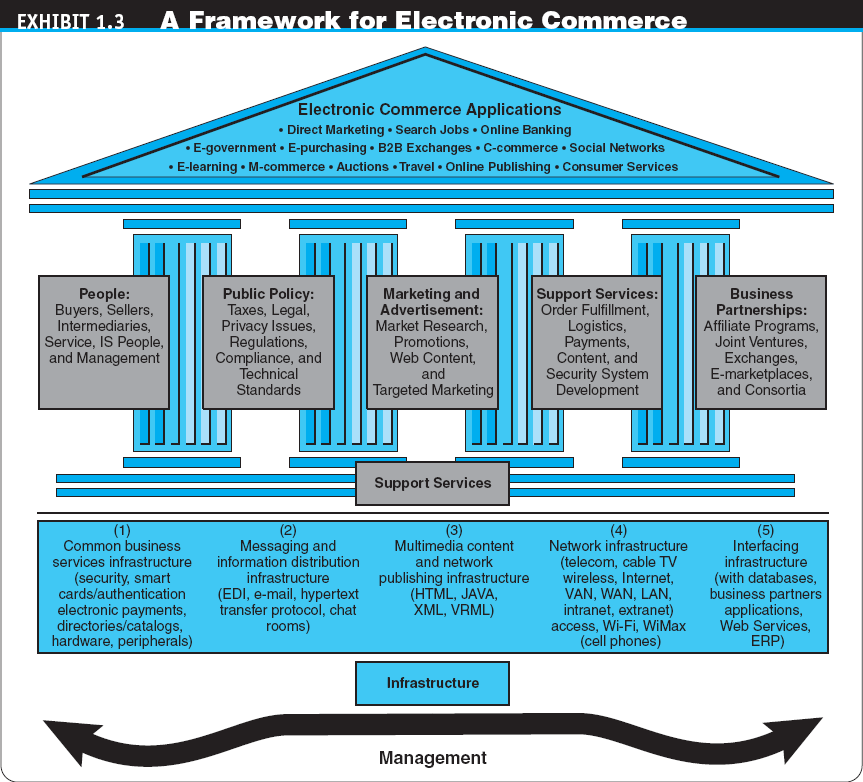 EXHIBIT 1.3 A Framework for Electronic Commerce
Electronic Commerce Applications
• Direct Marketing • Search Jobs • Online Banking
• E-government • E-purchasing • B2B Exchanges • C-commerce • Social Networks
• E-learning • M-commerce • Auctions •Travel • Online Publishing • Consumer Services
People:
Buyers, Sellers,
Intermediaries,
Service, IS People,
and Management
Public Policy:
Taxes, Legal,
Privacy Issues,
Regulations,
Compliance, and
Technical
Standards
Marketing and
Advertisement:
Market Research,
Promotions,
Web Content,
and
Targeted Marketing
Support Services:
Order Fulfillment,
Logistics,
Payments,
Content, and
Security System
Development
Business
Partnerships:
Affiliate Programs,
Joint Ventures,
Exchanges,
E-marketplaces,
and Consortia
Support Services
(1)
Common business
services infrastructure
(security, smart
cards/authentication
electronic payments,
directories/catalogs,
hardware, peripherals)
(2)
Messaging and
information distribution
infrastructure
(EDI, e-mail, hypertext
transfer protocol, chat
rooms)
(3)
Multimedia content
and network
publishing infrastructure
(HTML, JAVA,
XML, VRML)
(4)
Network infrastructure
(telecom, cable TV
wireless, Internet,
VAN, WAN, LAN,
intranet, extranet)
access, Wi-Fi, WiMax
(cell phones)
(5)
Interfacing
infrastructure
(with databases,
business partners
applications,
Web Services,
ERP)
Infrastructure
Management